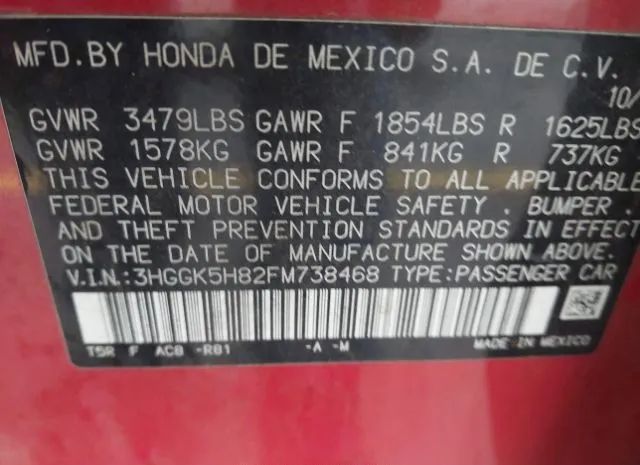 MFD.BY HONDA DE MEXICO S.A. DE C.V.
10/
GVWR 3479LBS GAWR F 1854LBS R 1625LBS
GVWR 1578KG GAWR F 841KG R 737KG
THIS VEHICLE CONFORMS TO ALL APPLICABLE
FEDERAL MOTOR VEHICLE SAFETY . BUMPER .
AND THEFT PREVENTION STANDARDS IN EFFECT
ON THE DATE OF MANUFACTURE SHOWN ABOVE.
V.I.N.:3HGGK5H82FM738468 TYPE:PASSENGER CAR
T5R F AC8 -R81 -A -M MADE IN MEXICO